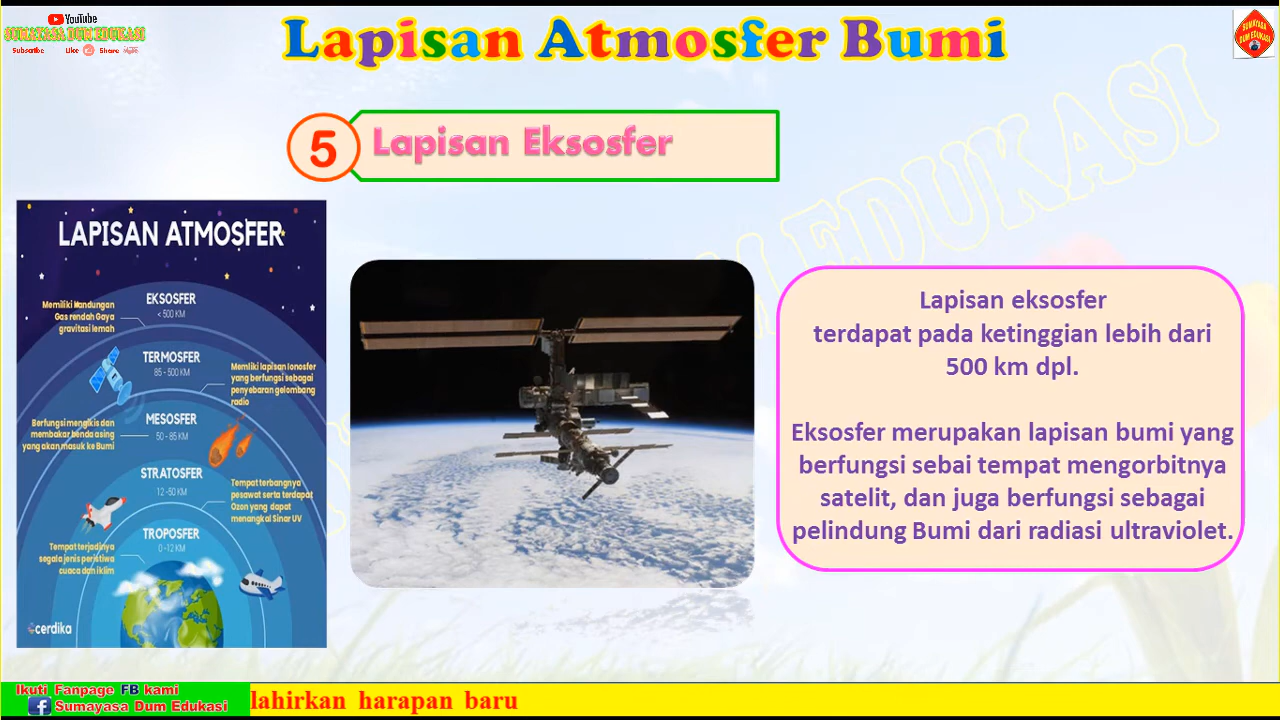 YouTube
SUMAYASA DUM EDUKASI
Subscribe Like Share
Lapisan Atmosfer Bumi
SUMAYASA
DUM EDUKASI
5 Lapisan Eksosfer
LAPISAN ATMOSFER
EKSOSFER
< 500 KM
Memiliki kandungan
Gas rendah Gaya
gravitasi lemah
TERMOSFER
85 - 500 KM
Memliki lapisan Ionosfer
yang berfungsi sebagai
penyebaran gelombang
radio
MESOSFER
50 - 85 KM
Berfungsi mengikis dan
membakar benda asing
yang akan masuk ke Bumi
STRATOSFER
12 -50 KM
Tempat terbangnya
pesawat serta terdapat
Ozon yang dapat
menangkal Sinar UV
TROPOSFER
0 -12 KM
Tempat terjadinya
segala jenis peristiwa
cuaca dan iklim
cerdika
Lapisan eksosfer
terdapat pada ketinggian lebih dari
500 km dpl.
Eksosfer merupakan lapisan bumi yang
berfungsi sebai tempat mengorbitnya
satelit, dan juga berfungsi sebagai
pelindung Bumi dari radiasi ultraviolet.
M EDUKASI
Ikuti Fanpage FB kami
Sumayasa Dum Edukasi
lahirkan harapan baru